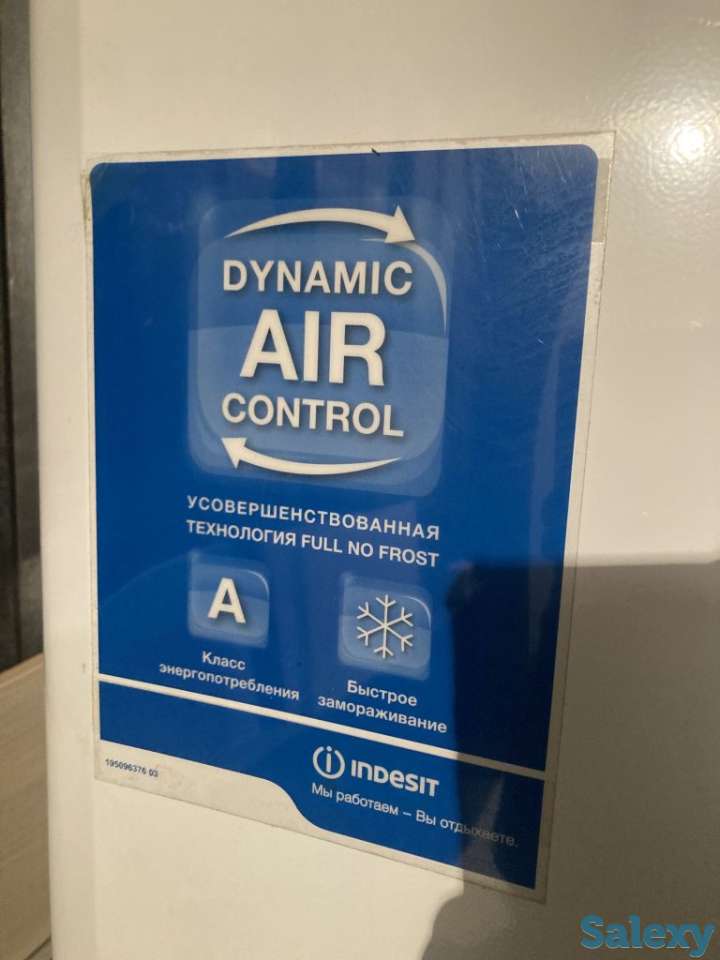 DYNAMIC
AIR
CONTROL
УСОВЕРШЕНСТВОВАННАЯ
ТЕХНОЛОГИЯ FULL NO FROST
A
Класс
энергопотребления
Быстрое
замораживание
195096376 03
i INDESIT
Мы работаем – Вы отдыхаете.
Salexy